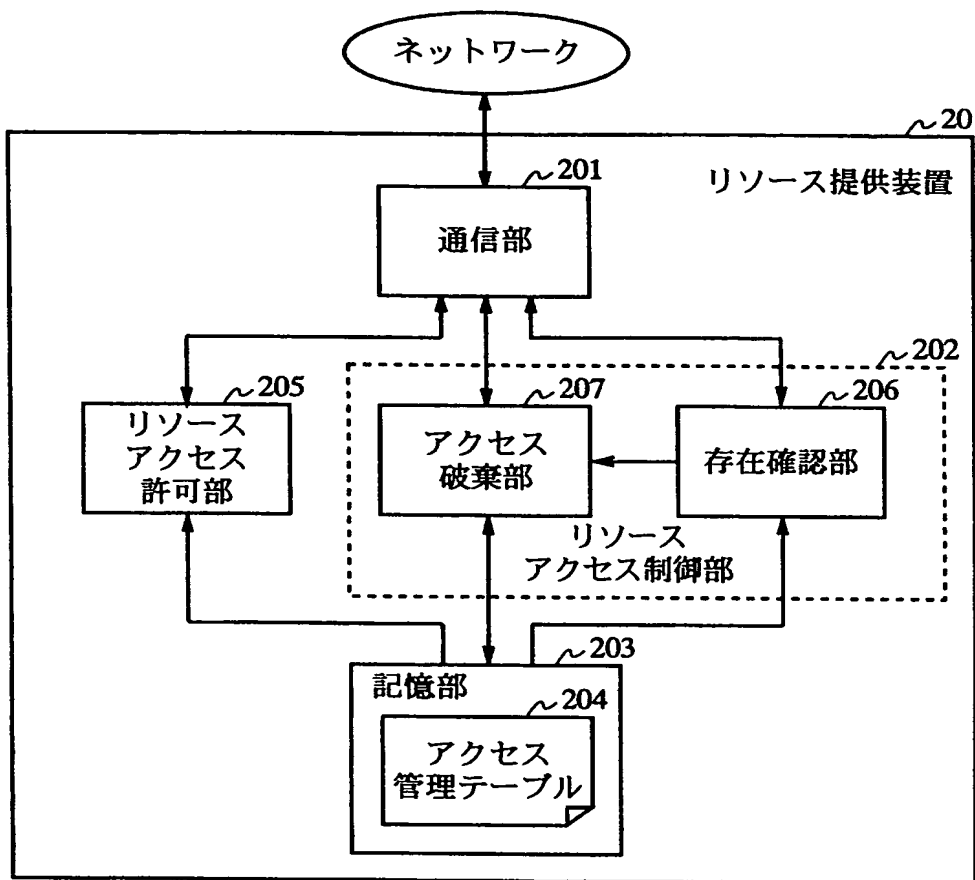 ネットワーク
20
リソース提供装置
201
通信部
202
205
リソース
アクセス
許可部
207
アクセス
破棄部
206
存在確認部
リソース
アクセス制御部
203
記憶部
204
アクセス
管理テーブル